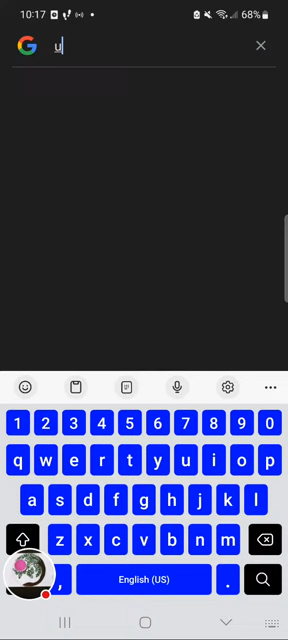 10:17 68%
u
1 2 3 4 5 6 7 8 9 0
q w e r t y u i o p
a s d f g h j k l
z x c v b n m
, English (US) .